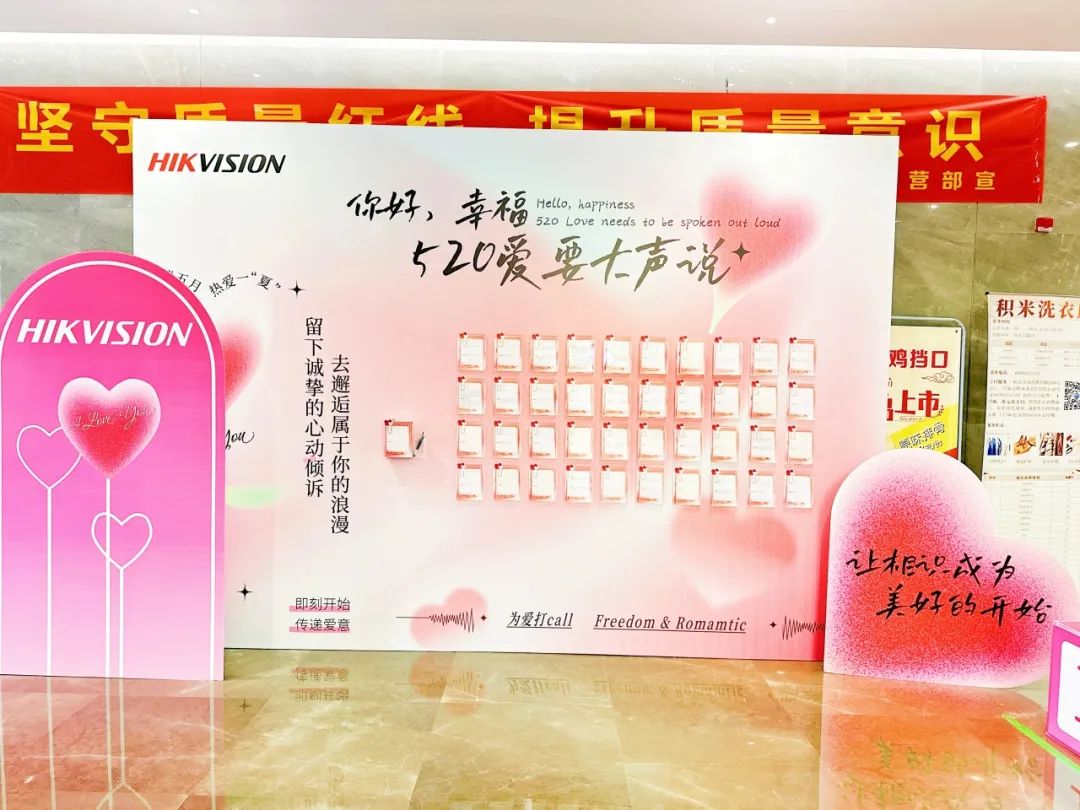 坚守质量红线 提升质量意识
营部宣
HIKVISION
你好，幸福
Hello, happiness
520 Love needs to be spoken out loud
520爱要大声说
五月 热爱一“夏”
HIKVISION
I Love You
You
去邂逅属于你的浪漫
留下诚挚的心动倾诉
即刻开始
传递爱意
为爱打call
Freedom & Romamtic
让相识成为
美好的开始
积米洗衣
鸡挡口
上市